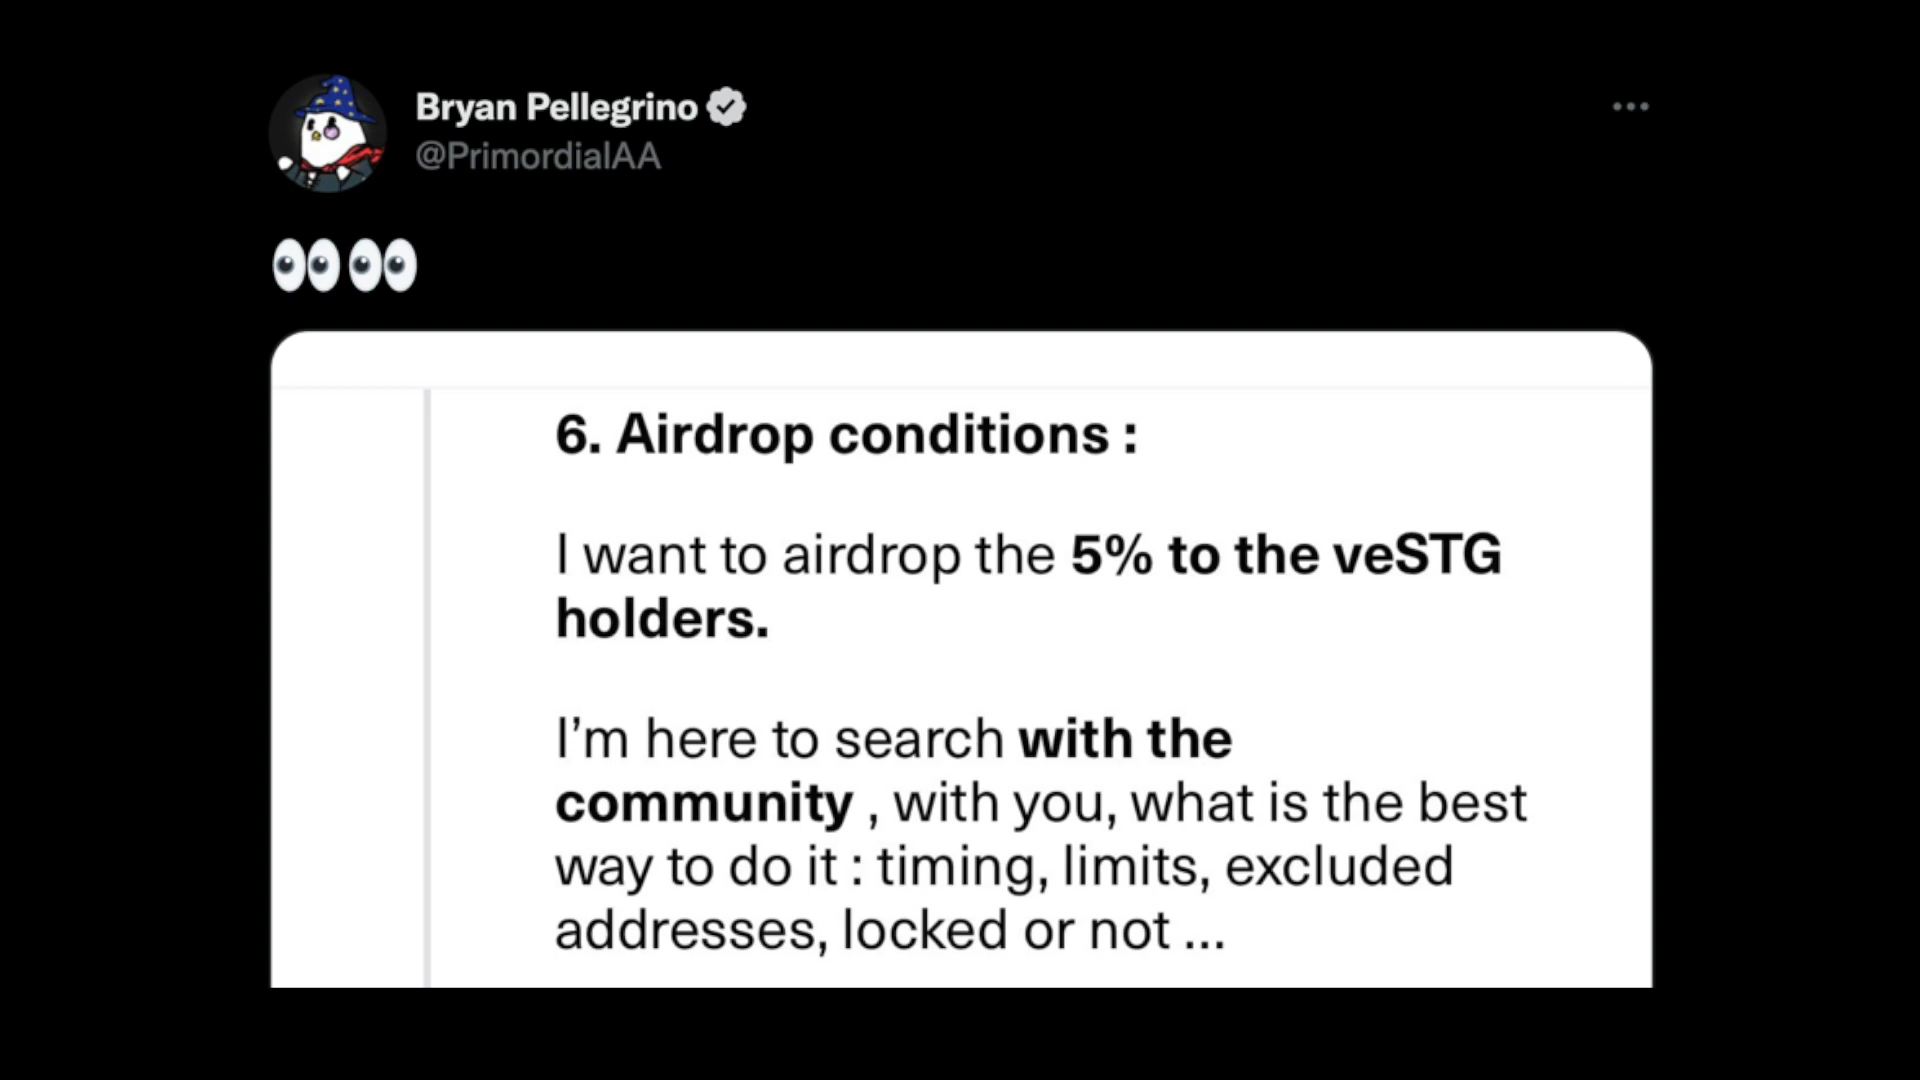 Bryan Pellegrino
@PrimordialAA
👀👀
6. Airdrop conditions :
I want to airdrop the 5% to the veSTG
holders.
I’m here to search with the
community , with you, what is the best
way to do it : timing, limits, excluded
addresses, locked or not ...